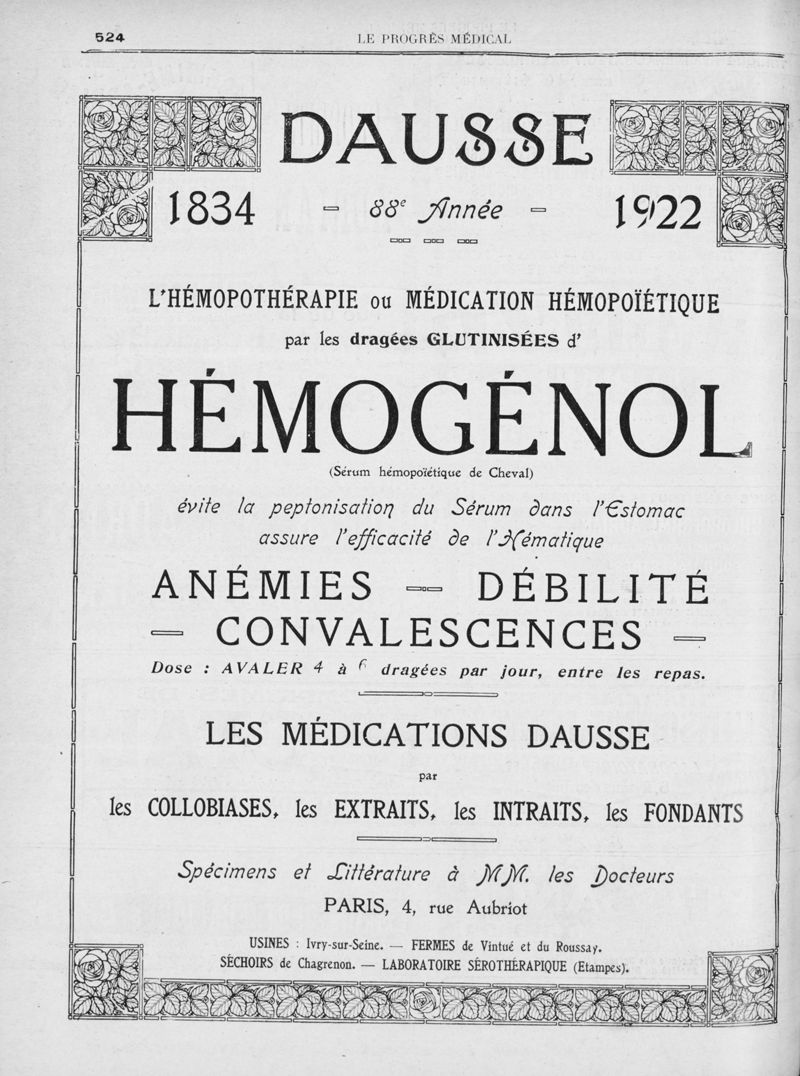 524
LE PROGRÈS MÉDICAL
DAUSSE
1834 - 88e Année - 1922
L'HÉMOPOTHÉRAPIE ou MÉDICATION HÉMOPOÏÉTIQUE
par les dragées GLUTINISÉES d'
HÉMOGÉNOL
(Sérum hémopoïétique de Cheval)
évite la peptonisation du Sérum dans l'Estomac
assure l'efficacité de l'Hématique
ANÉMIES — DÉBILITÉ
— CONVALESCENCES —
Dose : AVALER 4 à 6 dragées par jour, entre les repas.
LES MÉDICATIONS DAUSSE
par
les COLLOBIASES, les EXTRAITS, les INTRAITS, les FONDANTS
Spécimens et Littérature à MM. les Docteurs
PARIS, 4, rue Aubriot
USINES : Ivry-sur-Seine. — FERMES de Vintué et du Roussay.
SÉCHOIRS de Chagrenon. — LABORATOIRE SÉROTHÉRAPIQUE (Etampes).